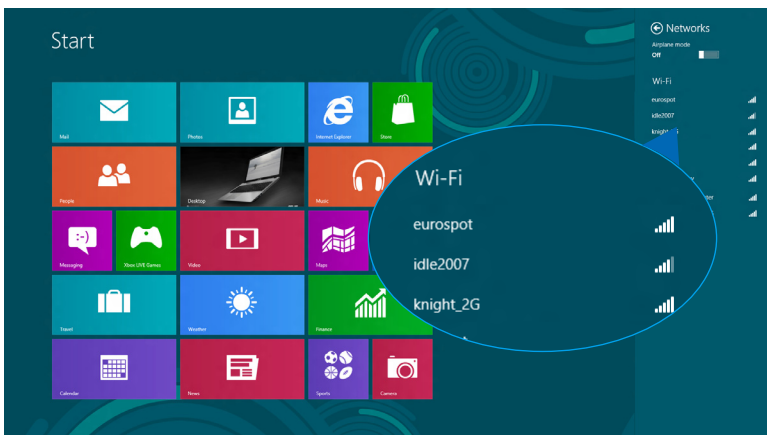 Start
Networks
Airplane mode
Off
Wi-Fi
eurospot
idle2007
Mail
Photos
Internet Explorer
Store
People
Desktop
Music
Messaging
Xbox LIVE Games
Video
Maps
Travel
Weather
Finance
Calendar
News
Sports
Camera
Wi-Fi
eurospot
idle2007
knight_2G